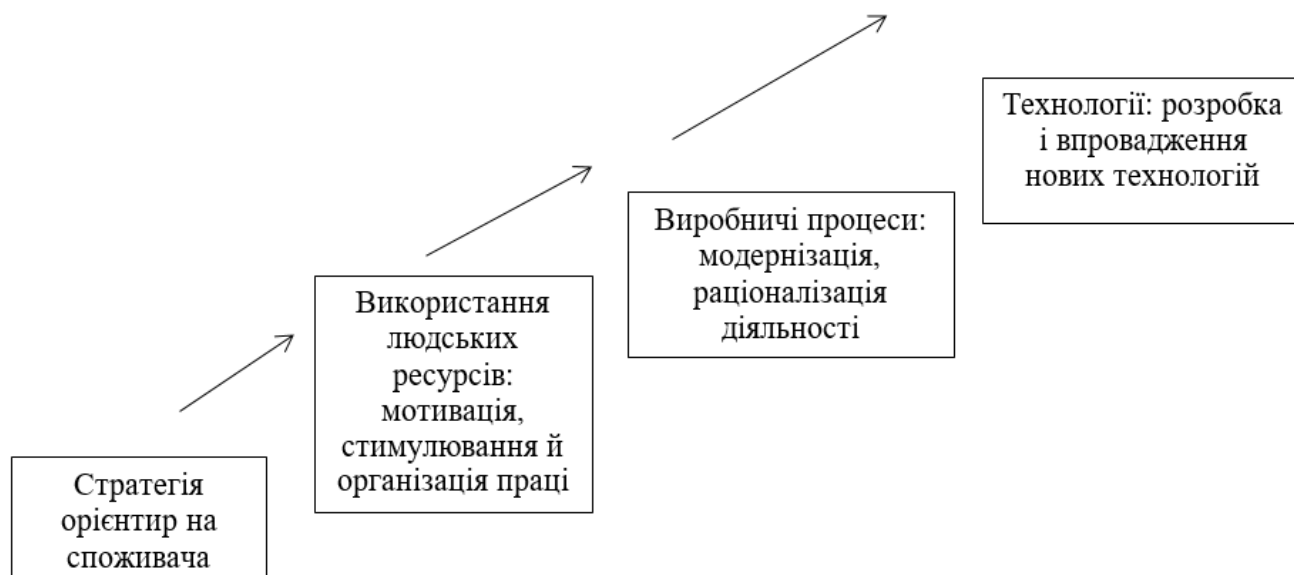 Технології: розробка
і впровадження
нових технологій
Виробничі процеси:
модернізація,
раціоналізація
діяльності
Використання
людських
ресурсів:
мотивація,
стимулювання й
організація праці
Стратегія
орієнтир на
споживача